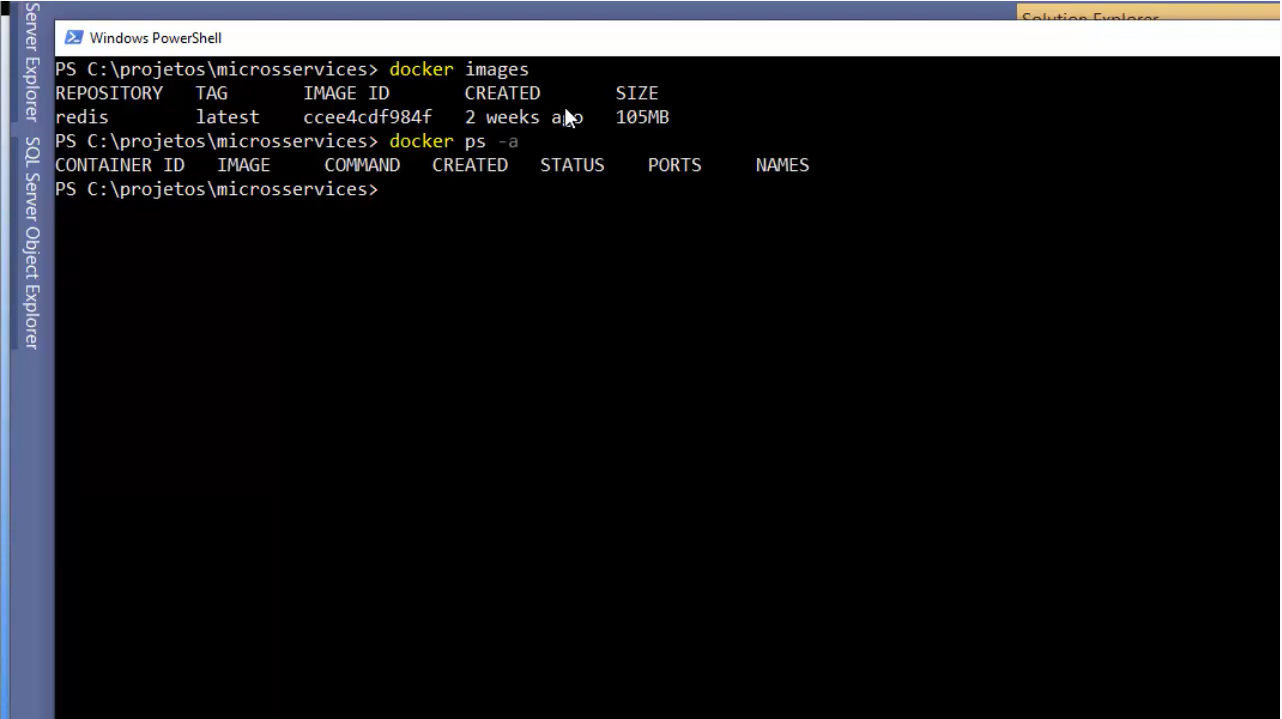 Solution Explorer
Windows PowerShell
PS C:\projetos\microsservices> docker images
REPOSITORY TAG IMAGE ID CREATED SIZE
redis latest ccee4cdf984f 2 weeks ago 105MB
PS C:\projetos\microsservices> docker ps -a
CONTAINER ID IMAGE COMMAND CREATED STATUS PORTS NAMES
PS C:\projetos\microsservices>
Server Explorer
SQL Server Object Explorer